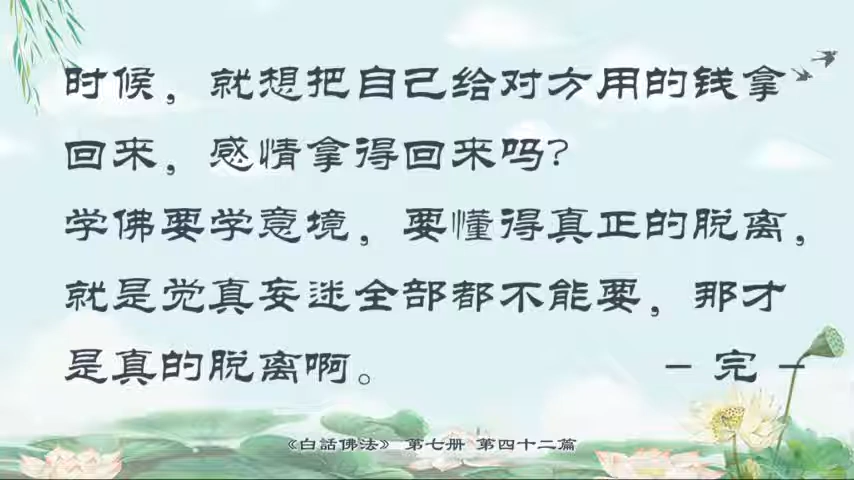 时候，就想把自己给对方用的钱拿
回来，感情拿得回来吗？
学佛要学意境，要懂得真正的脱离，
就是觉真妄迷全部都不能要，那才
是真的脱离啊。 － 完 －
《白話佛法》 第七册 第四十二篇